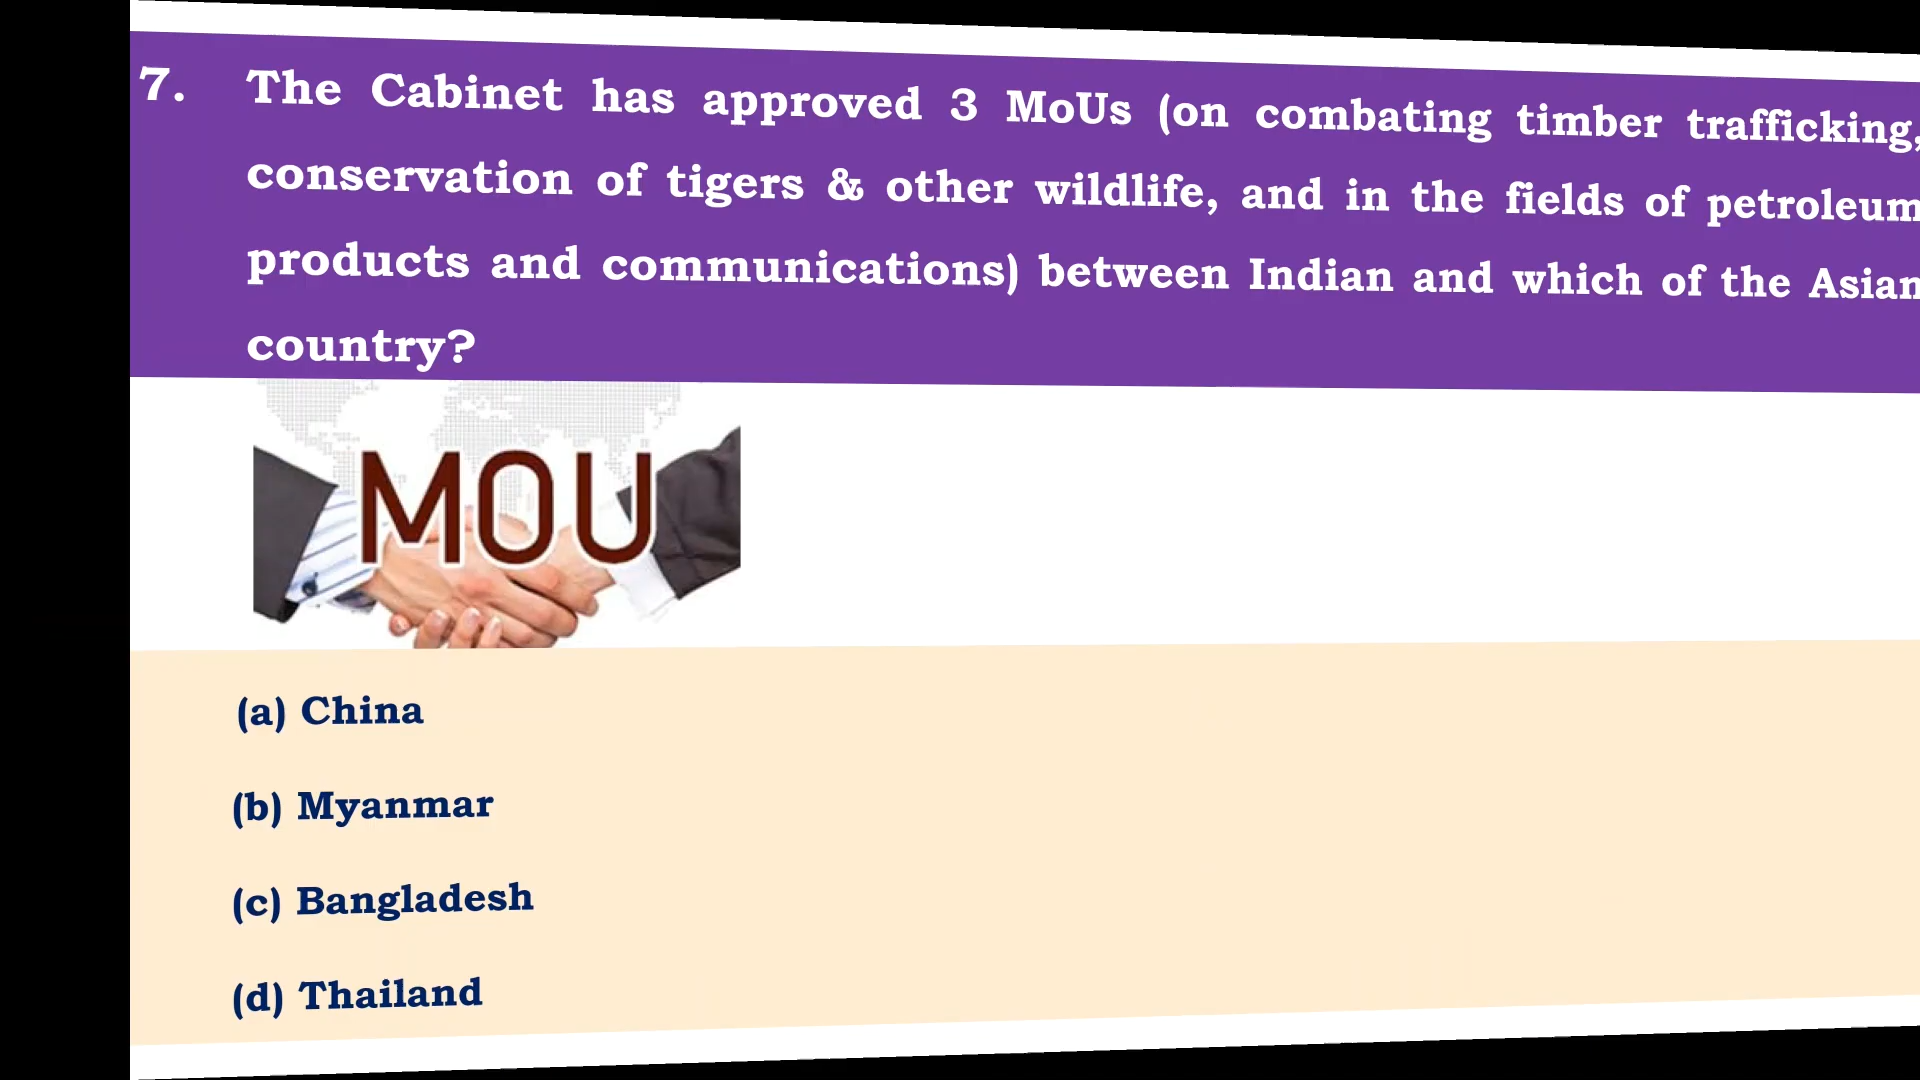 7. The Cabinet has approved 3 MoUs (on combating timber trafficking,
conservation of tigers & other wildlife, and in the fields of petroleum
products and communications) between Indian and which of the Asian
country?
MOU
(a) China
(b) Myanmar
(c) Bangladesh
(d) Thailand